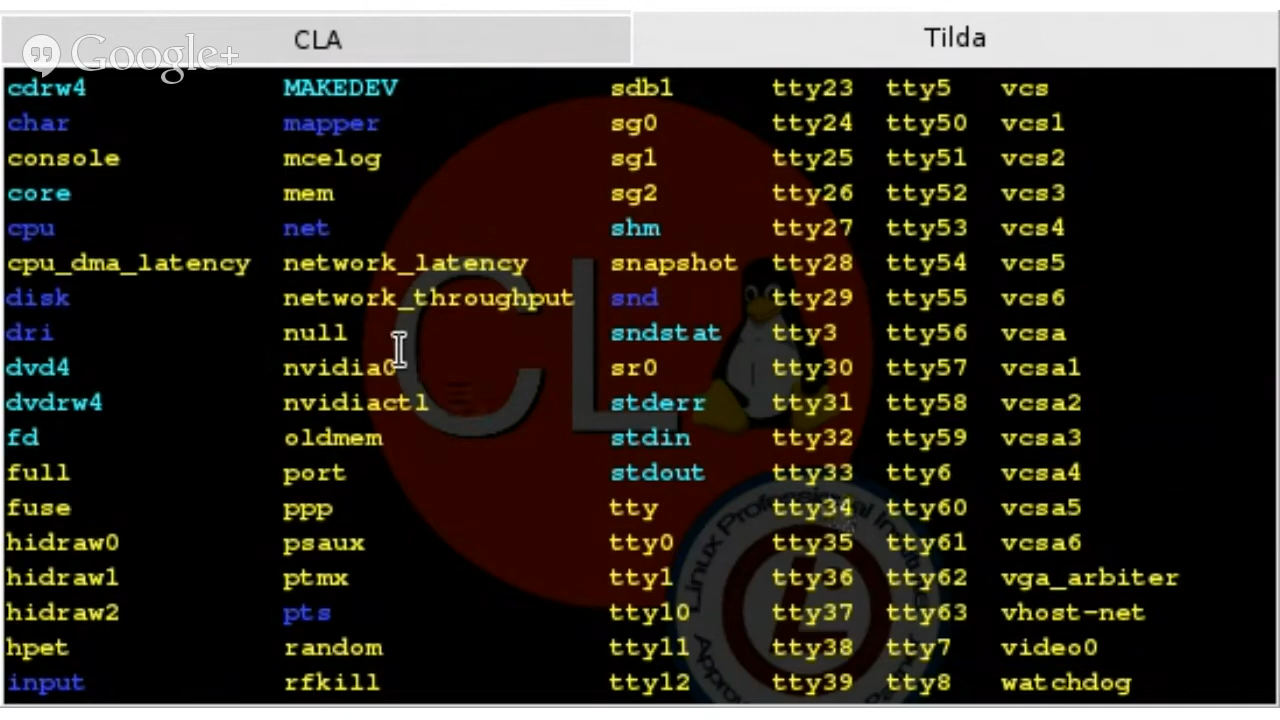 CLA Tilda
Google+
cdrw4 MAKEDEV sdb1 tty23 tty5 vcs
char mapper sg0 tty24 tty50 vcs1
console mcelog sg1 tty25 tty51 vcs2
core mem sg2 tty26 tty52 vcs3
cpu net shm tty27 tty53 vcs4
cpu_dma_latency network_latency snapshot tty28 tty54 vcs5
disk network_throughput snd tty29 tty55 vcs6
dri null sndstat tty3 tty56 vcsa
dvd4 nvidia0 sr0 tty30 tty57 vcsa1
dvdrw4 nvidiactl stderr tty31 tty58 vcsa2
fd oldmem stdin tty32 tty59 vcsa3
full port stdout tty33 tty6 vcsa4
fuse ppp tty tty34 tty60 vcsa5
hidraw0 psaux tty0 tty35 tty61 vcsa6
hidraw1 ptmx tty1 tty36 tty62 vga_arbiter
hidraw2 pts tty10 tty37 tty63 vhost-net
hpet random tty11 tty38 tty7 video0
input rfkill tty12 tty39 tty8 watchdog
CL
Linux Professional